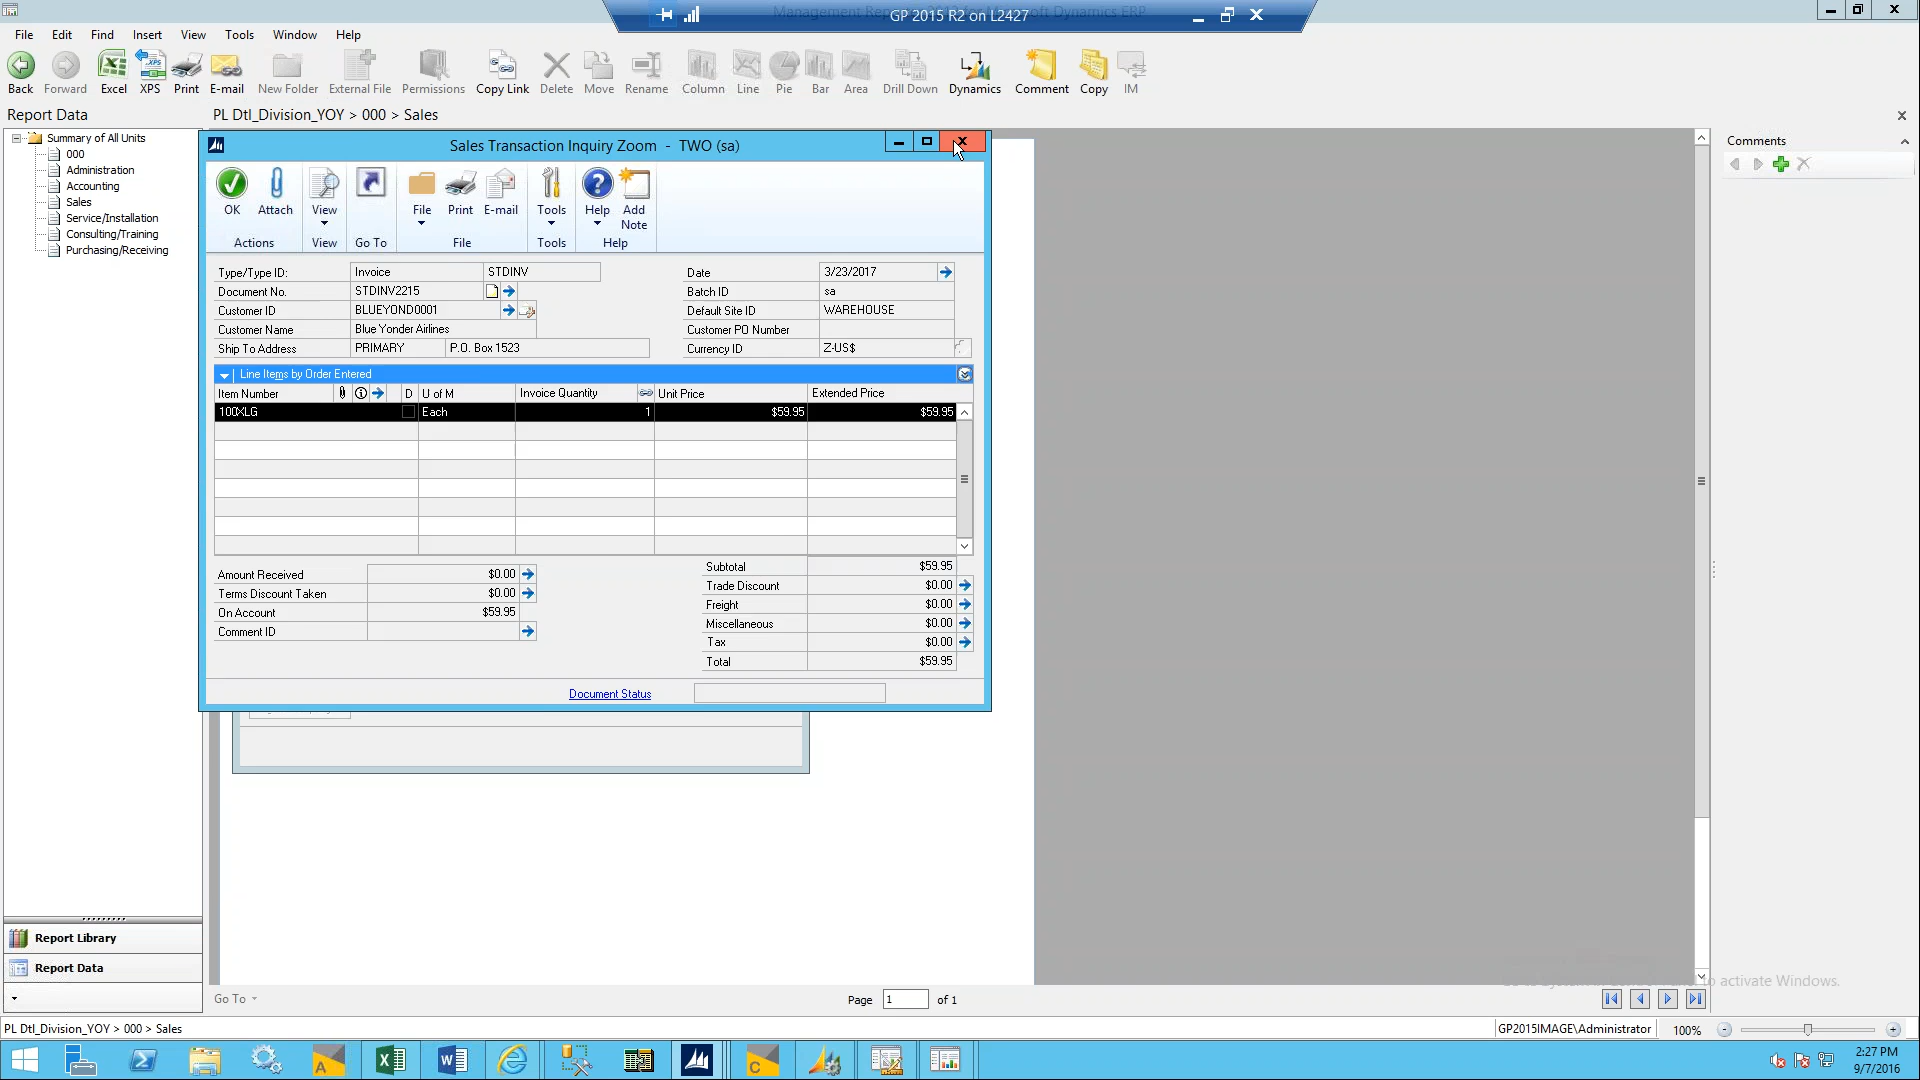 GP 2015 R2 on L2427
File Edit Find Insert View Tools Window Help
Back Forward Excel XPS Print E-mail New Folder External File Permissions Copy Link Delete Move Rename Column Line Pie Bar Area Drill Down Dynamics Comment Copy IM
Report Data PL Dtl_Division_YOY > 000 > Sales
Summary of All Units
000
Administration
Accounting
Sales
Service/Installation
Consulting/Training
Purchasing/Receiving
Comments
Sales Transaction Inquiry Zoom - TWO (sa)
OK Attach View File Print E-mail Tools Help Add Note
Actions View Go To File Tools Help
Type/Type ID: Invoice STDINV Date 3/23/2017
Document No. STDINV2215 Batch ID sa
Customer ID BLUEYOND0001 Default Site ID WAREHOUSE
Customer Name Blue Yonder Airlines Customer PO Number
Ship To Address PRIMARY P.O. Box 1523 Currency ID Z-US$
Line Items by Order Entered
Item Number D U of M Invoice Quantity Unit Price Extended Price
100XLG Each 1 $59.95 $59.95
Subtotal $59.95
Amount Received $0.00 Trade Discount $0.00
Terms Discount Taken $0.00 Freight $0.00
On Account $59.95 Miscellaneous $0.00
Comment ID Tax $0.00
Total $59.95
Document Status
Report Library
Report Data
to activate Windows.
Go To Page 1 of 1
PL Dtl_Division_YOY > 000 > Sales GP2015IMAGE\Administrator 100%
2:27 PM
9/7/2016